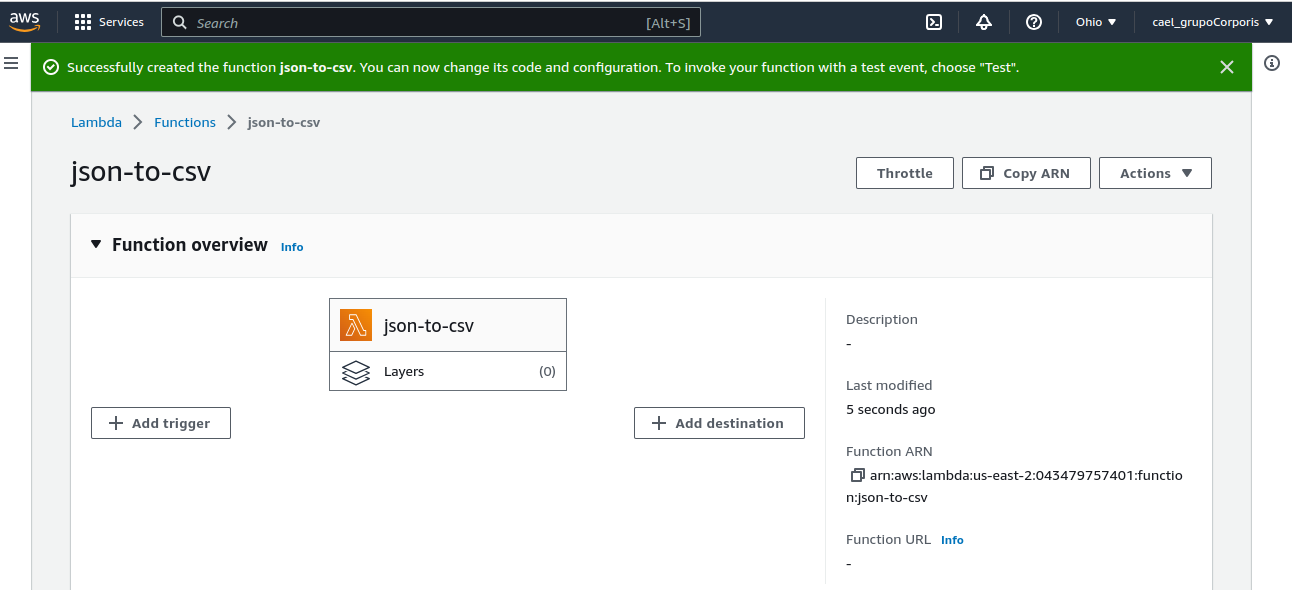 aws Services Search [Alt+S] Ohio cael_grupoCorporis
Successfully created the function json-to-csv. You can now change its code and configuration. To invoke your function with a test event, choose "Test".
Lambda Functions json-to-csv
json-to-csv
Throttle Copy ARN Actions
Function overview Info
json-to-csv
Layers (0)
Add trigger
Add destination
Description
-
Last modified
5 seconds ago
Function ARN
arn:aws:lambda:us-east-2:043479757401:functio
n:json-to-csv
Function URL Info
-